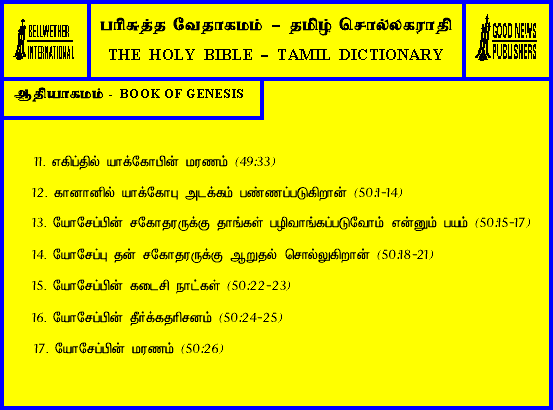 BELLWETHER
INTERNATIONAL
பரிசுத்த வேதாகமம் – தமிழ் சொல்லகராதி
THE HOLY BIBLE – TAMIL DICTIONARY
GOOD NEWS
PUBLISHERS
ஆதியாகமம் - BOOK OF GENESIS
11. எகிப்தில் யாக்கோபின் மரணம் (49:33)
12. கானானில் யாக்கோபு அடக்கம் பண்ணப்படுகிறான் (50:1-14)
13. யோசேப்பின் சகோதரருக்கு தாங்கள் பழிவாங்கப்படுவோம் என்னும் பயம் (50:15-17)
14. யோசேப்பு தன் சகோதரருக்கு ஆறுதல் சொல்லுகிறான் (50:18-21)
15. யோசேப்பின் கடைசி நாட்கள் (50:22-23)
16. யோசேப்பின் தீர்க்கதரிசனம் (50:24-25)
17. யோசேப்பின் மரணம் (50:26)